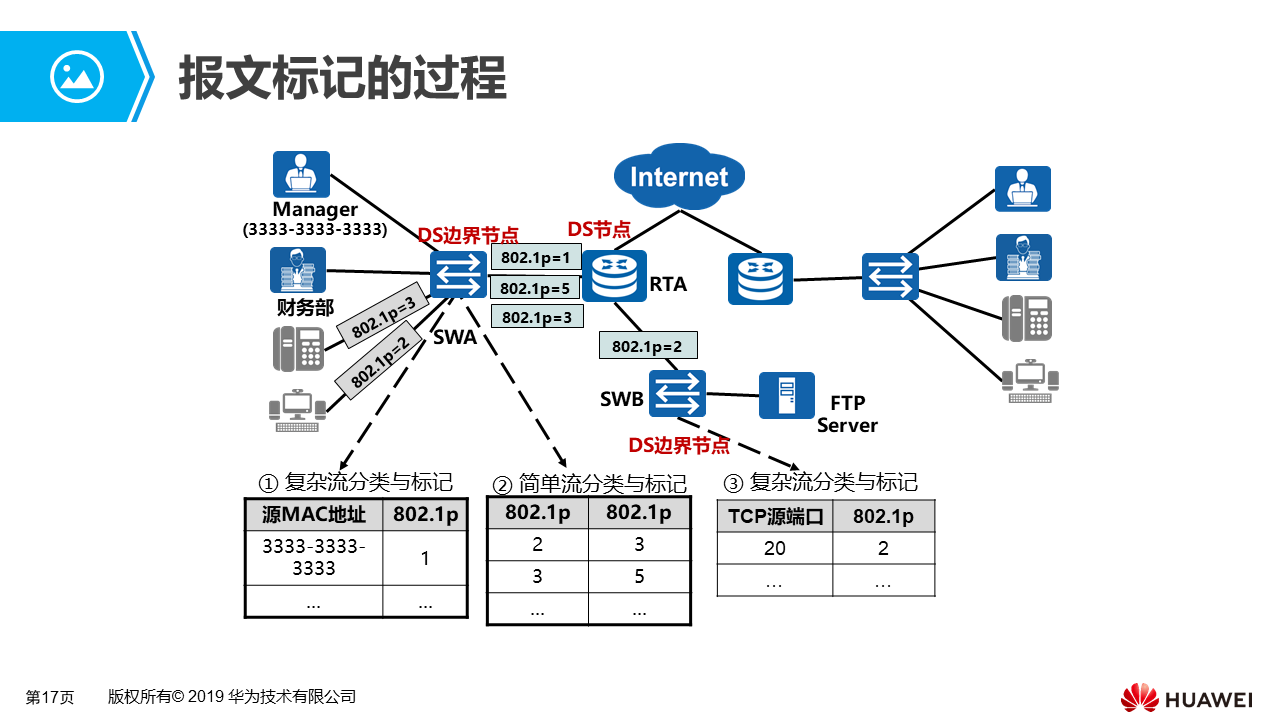 报文标记的过程
Internet
Manager
(3333-3333-3333)
DS边界节点
DS节点
802.1p=1
802.1p=5
802.1p=3
RTA
财务部
802.1p=3
802.1p=2
SWA
802.1p=2
SWB
FTP
Server
DS边界节点
① 复杂流分类与标记
源MAC地址 802.1p
3333-3333-
3333 1
... ...
② 简单流分类与标记
802.1p 802.1p
2 3
3 5
... ...
③ 复杂流分类与标记
TCP源端口 802.1p
20 2
... ...
第17页 版权所有© 2019 华为技术有限公司
HUAWEI